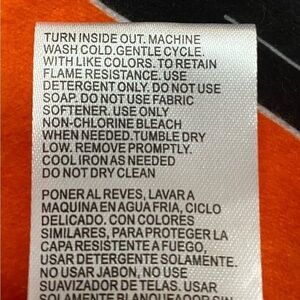 TURN INSIDE OUT. MACHINE
WASH COLD.GENTLE CYCLE.
WITH LIKE COLORS. TO RETAIN
FLAME RESISTANCE. USE
DETERGENT ONLY. DO NOT USE
SOAP. DO NOT USE FABRIC
SOFTENER. USE ONLY
NON-CHLORINE BLEACH
WHEN NEEDED.TUMBLE DRY
LOW. REMOVE PROMPTLY.
COOL IRON AS NEEDED
DO NOT DRY CLEAN
PONER AL REVES, LAVAR A
MAQUINA EN AGUA FRIA, CICLO
DELICADO. CON COLORES
SIMILARES, PARA PROTEGER LA
CAPA RESISTENTE A FUEGO,
USAR DETERGENTE SOLAMENTE.
NO USAR JABON, NO USE
SUAVIZADOR DE TELAS. USAR
SOLAMENTE BLANQUEADOR SIN